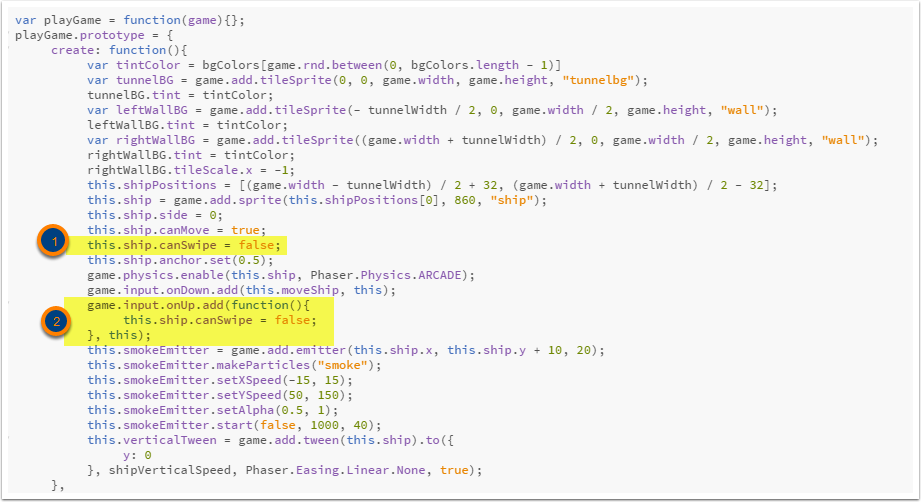 var playGame = function(game){};
playGame.prototype = {
create: function(){
var tintColor = bgColors[game.rnd.between(0, bgColors.length - 1)]
var tunnelBG = game.add.tileSprite(0, 0, game.width, game.height, "tunnelbg");
tunnelBG.tint = tintColor;
var leftWallBG = game.add.tileSprite(- tunnelWidth / 2, 0, game.width / 2, game.height, "wall");
leftWallBG.tint = tintColor;
var rightWallBG = game.add.tileSprite((game.width + tunnelWidth) / 2, 0, game.width / 2, game.height, "wall");
rightWallBG.tint = tintColor;
rightWallBG.tileScale.x = -1;
this.shipPositions = [(game.width - tunnelWidth) / 2 + 32, (game.width + tunnelWidth) / 2 - 32];
this.ship = game.add.sprite(this.shipPositions[0], 860, "ship");
this.ship.side = 0;
this.ship.canMove = true;
1 this.ship.canSwipe = false;
this.ship.anchor.set(0.5);
game.physics.enable(this.ship, Phaser.Physics.ARCADE);
game.input.onDown.add(this.moveShip, this);
game.input.onUp.add(function(){
2 this.ship.canSwipe = false;
}, this);
this.smokeEmitter = game.add.emitter(this.ship.x, this.ship.y + 10, 20);
this.smokeEmitter.makeParticles("smoke");
this.smokeEmitter.setXSpeed(-15, 15);
this.smokeEmitter.setYSpeed(50, 150);
this.smokeEmitter.setAlpha(0.5, 1);
this.smokeEmitter.start(false, 1000, 40);
this.verticalTween = game.add.tween(this.ship).to({
y: 0
}, shipVerticalSpeed, Phaser.Easing.Linear.None, true);
},